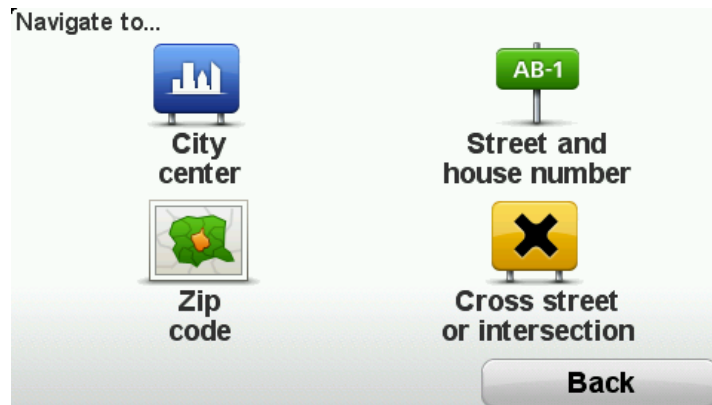 Navigate to...
AB-1
City
center
Street and
house number
Zip
code
Cross street
or intersection
Back